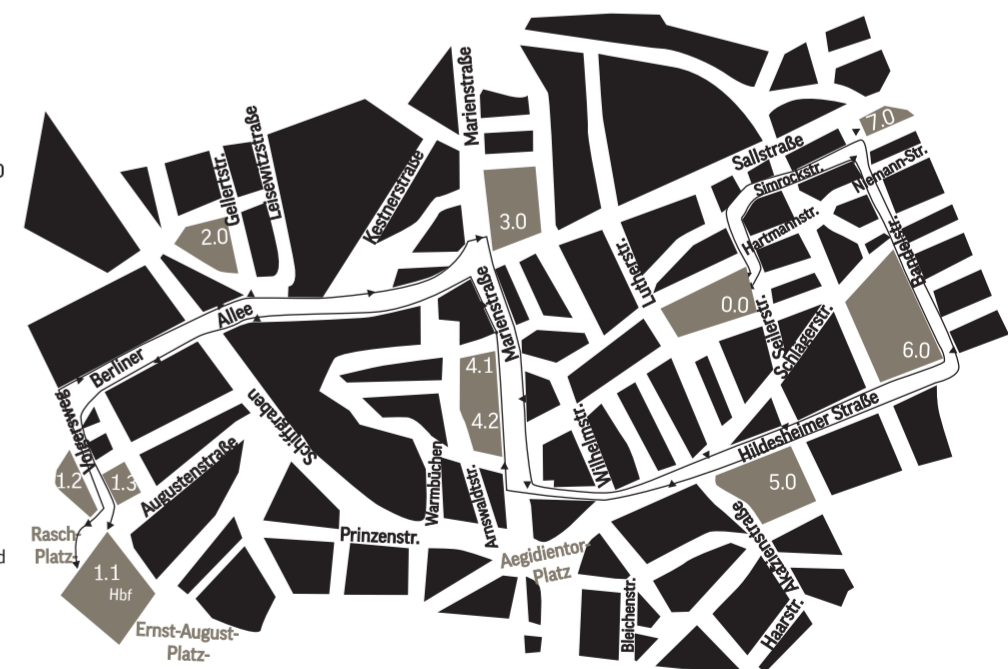 0
Marienstraße
7.0
Sallstraße
Leisewitzstraße
Gellertstr.
Kestnerstraße
Simrockstr.
Niemann-Str.
3.0
2.0
Hartmannstr.
Bandelstr.
Lutherstr.
Marienstraße
0.0
Seilerstr.
Schlägerstr.
Allee
Berliner
6.0
4.1
4.2
Volgersweg
Schiffgraben
Hildesheimer Straße
Wilhelmstr.
Warmbüchen
Arnswaldtstr.
1.2
1.3
Augustenstraße
5.0
Akazienstraße
Rasch-
Platz-
d
Prinzenstr.
Aegidientor-
Platz
1.1
Hbf
Bleichenstr.
Haarstr.
Ernst-August-
Platz-